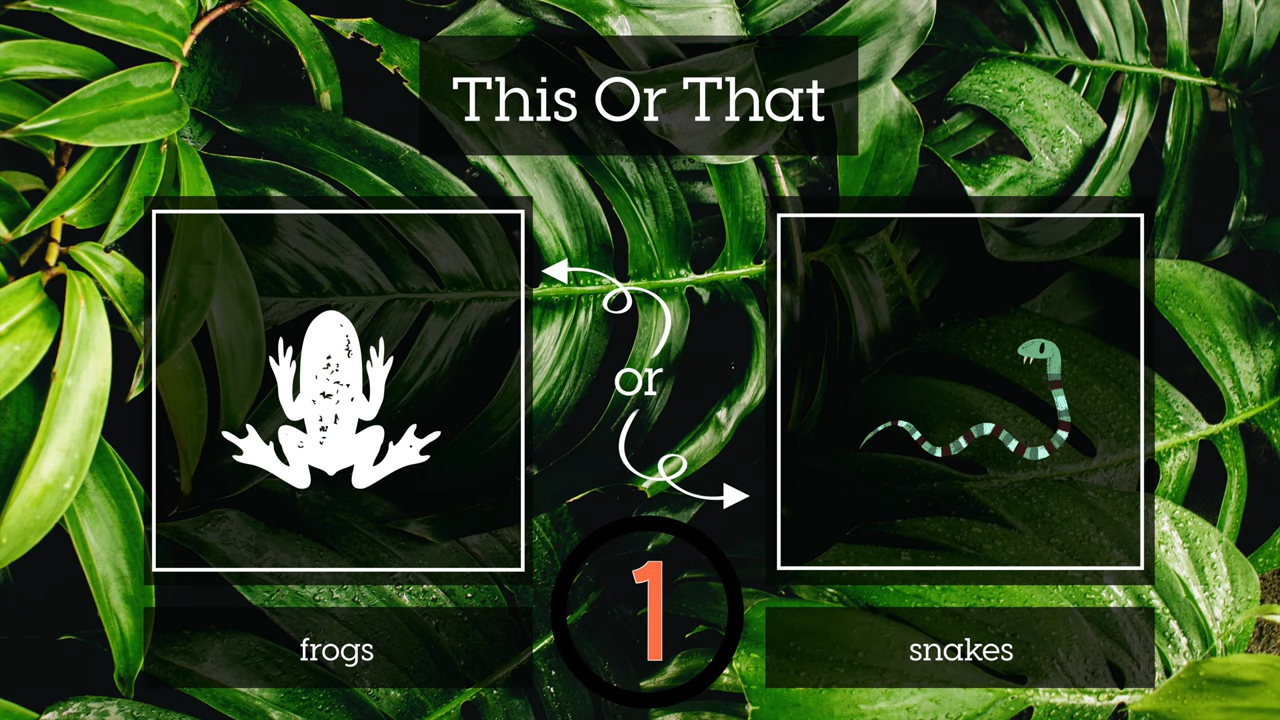 This Or That
or
1
frogs
snakes